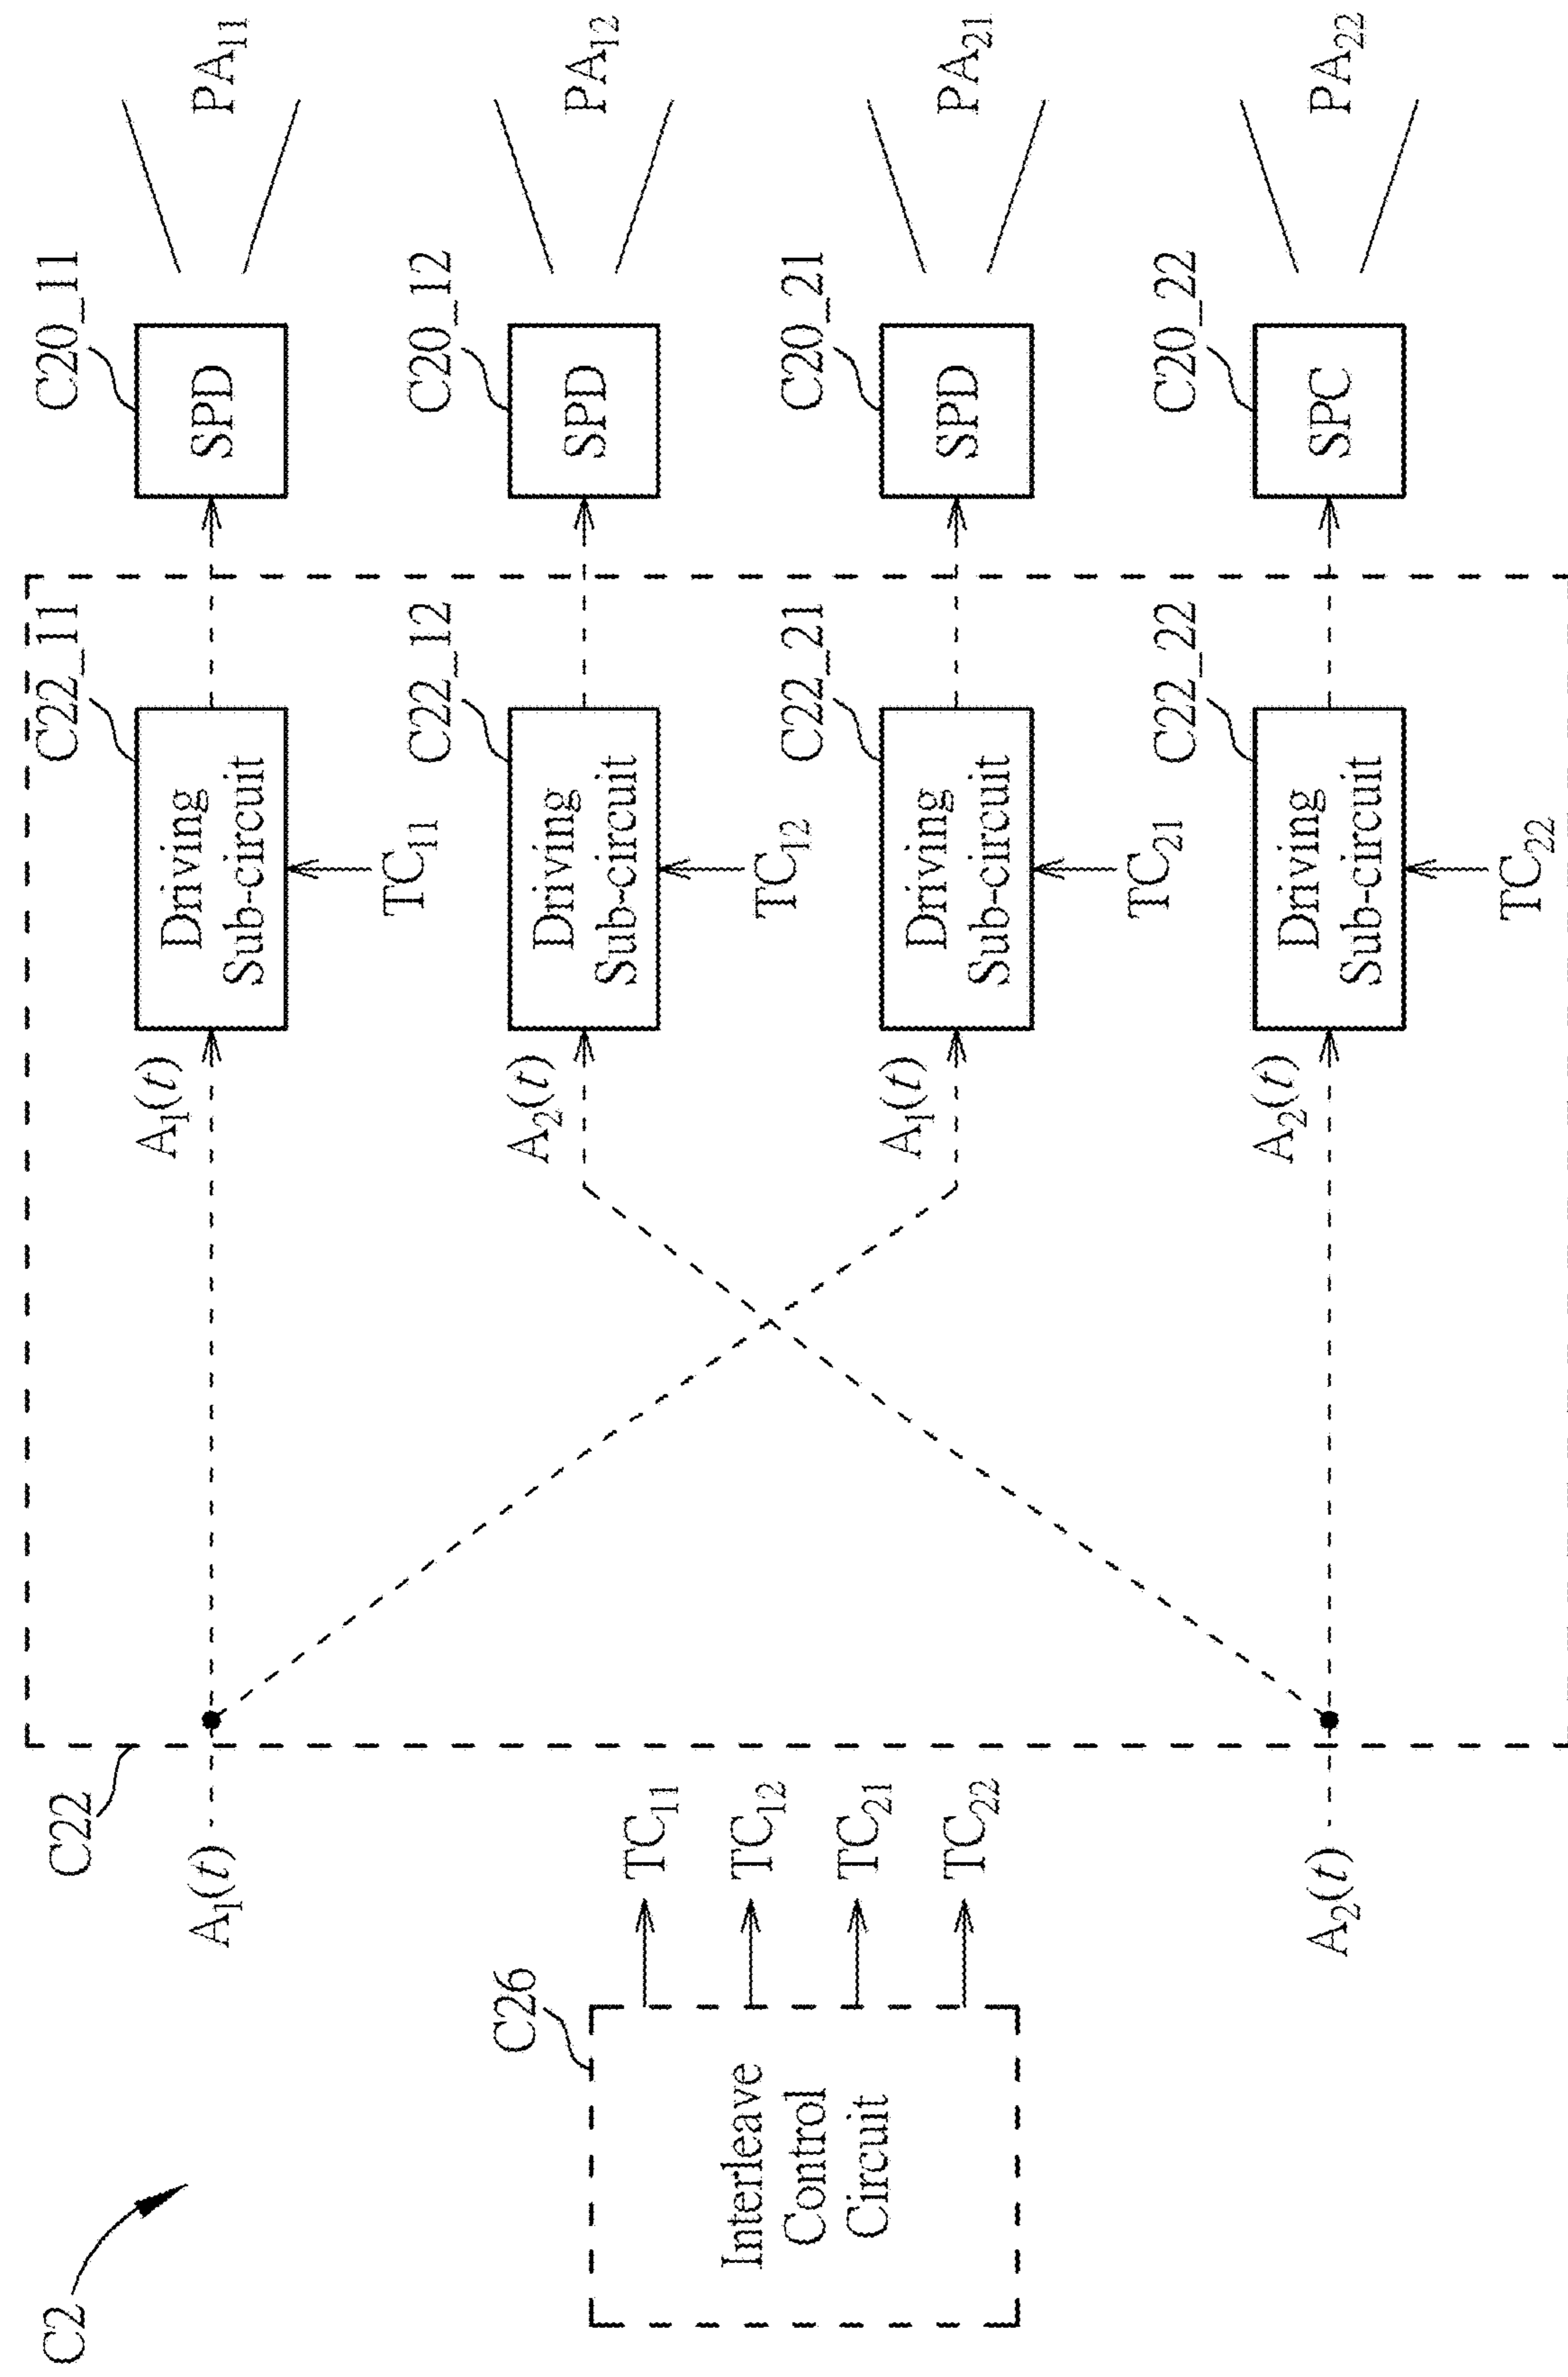 C2
C26
Interleave
Control
Circuit
TC11
TC12
TC21
TC22
C22
A1(t)
A2(t)
A1(t)
C22_11
Driving
Sub-circuit
TC11
C20_11
SPD
PA11
A2(t)
C22_12
Driving
Sub-circuit
TC12
C20_12
SPD
PA12
A1(t)
C22_21
Driving
Sub-circuit
TC21
C20_21
SPD
PA21
A2(t)
C22_22
Driving
Sub-circuit
TC22
C20_22
SPC
PA22